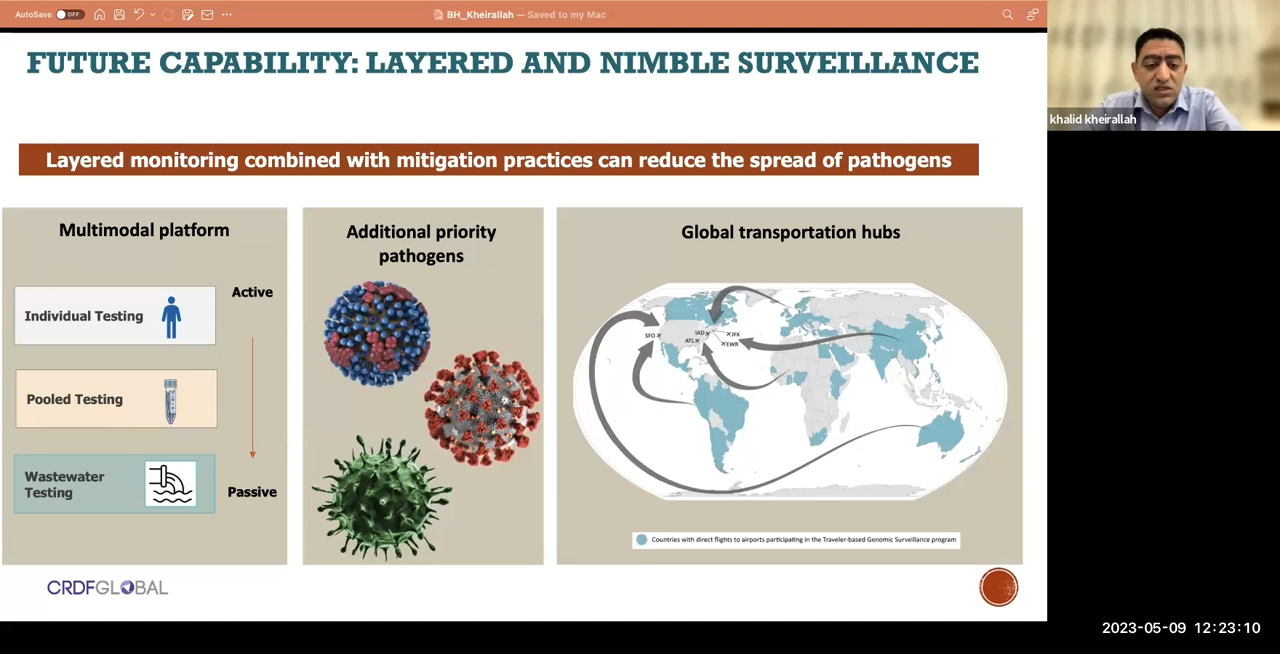 AutoSave OFF
BH_Kheirallah — Saved to my Mac
FUTURE CAPABILITY: LAYERED AND NIMBLE SURVEILLANCE
khalid kheirallah
Layered monitoring combined with mitigation practices can reduce the spread of pathogens
Multimodal platform
Active
Individual Testing
Pooled Testing
Wastewater
Testing
Passive
Additional priority
pathogens
Global transportation hubs
SFO
IAD
JFK
ATL
EWR
Countries with direct flights to airports participating in the Traveler-based Genomic Surveillance program
CRDFGLOBAL
2023-05-09 12:23:10